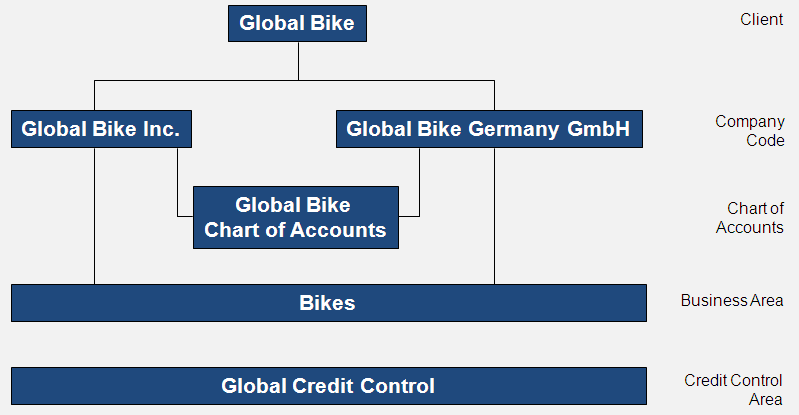 Global Bike
Client
Global Bike Inc.
Global Bike Germany GmbH
Company
Code
Global Bike
Chart of Accounts
Chart of
Accounts
Bikes
Business Area
Global Credit Control
Credit Control
Area